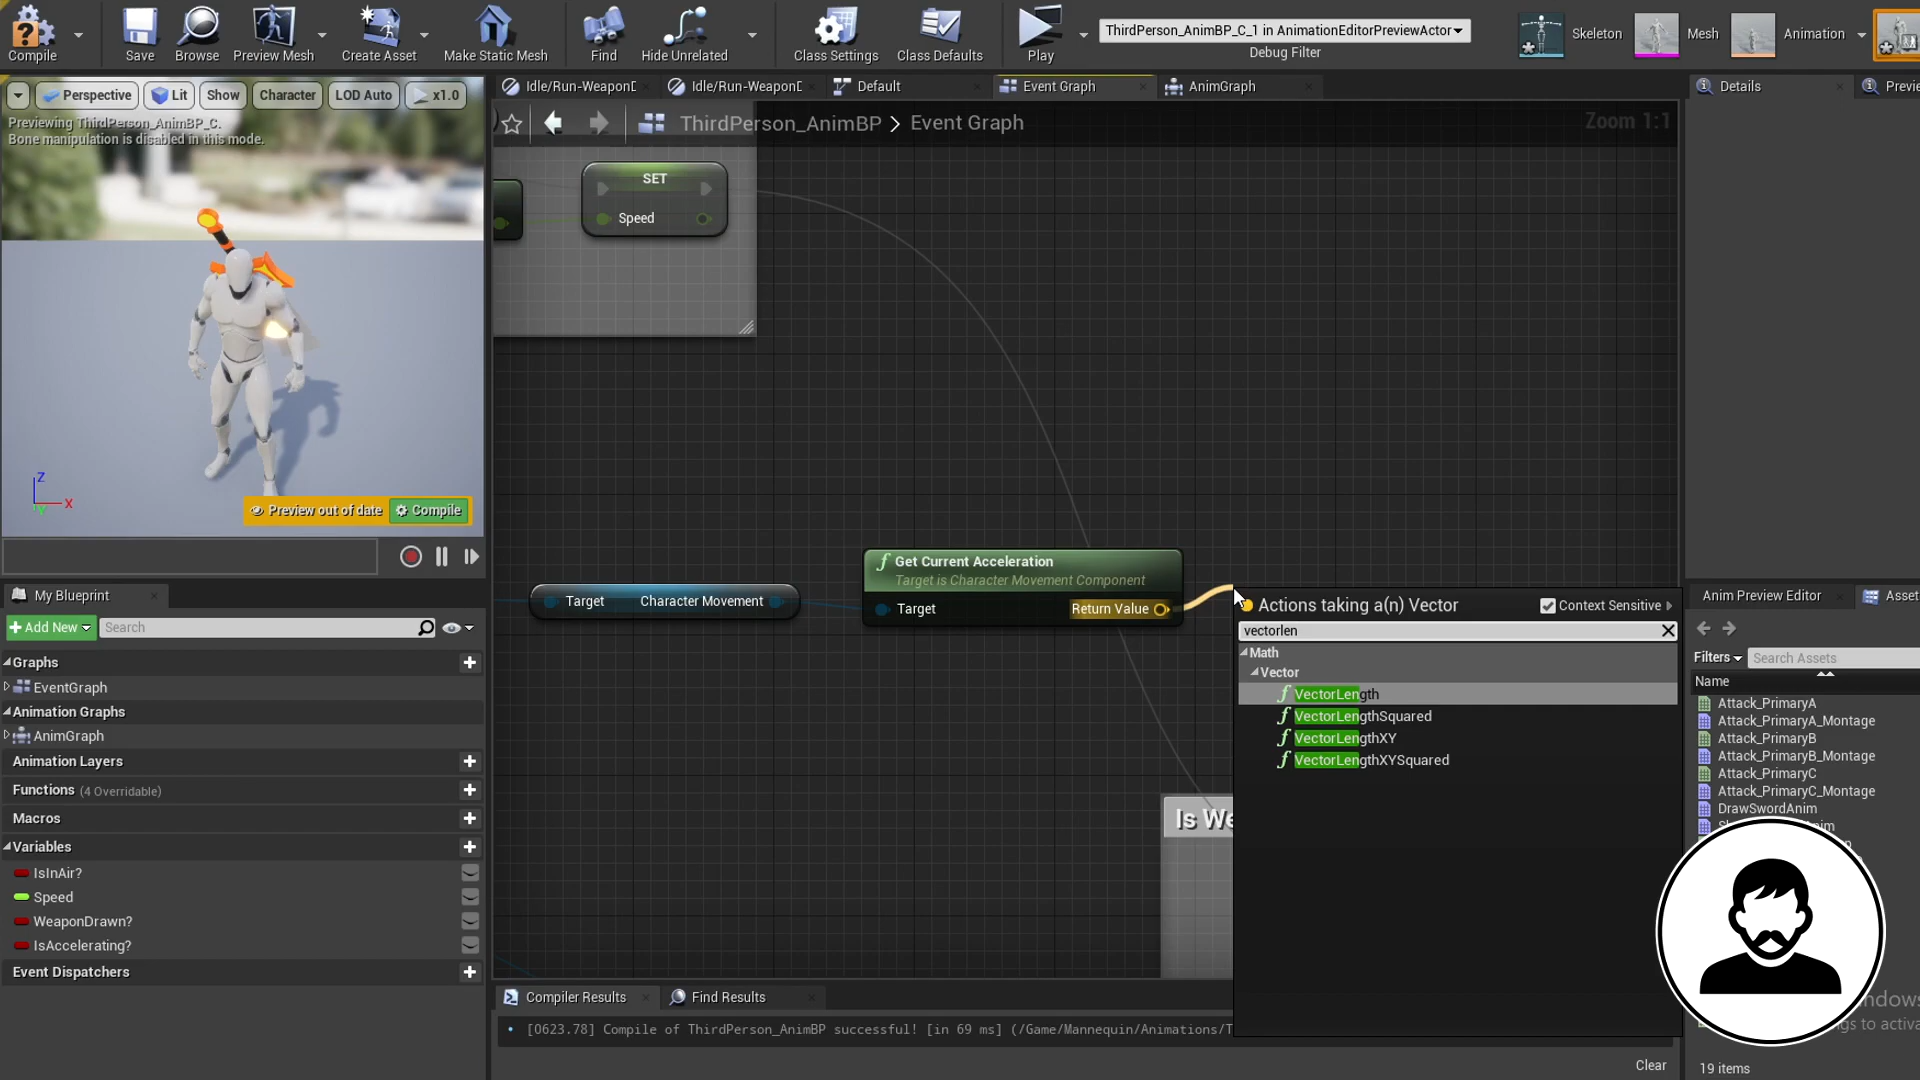 Compile
Save
Browse
Preview Mesh
Create Asset
Make Static Mesh
Find
Hide Unrelated
Class Settings
Class Defaults
Play
ThirdPerson_AnimBP_C_1 in AnimationEditorPreviewActor
Debug Filter
Skeleton
Mesh
Animation
Perspective
Lit
Show
Character
LOD Auto
x1.0
Previewing ThirdPerson_AnimBP_C.
Bone manipulation is disabled in this mode.
Z
X
Y
Preview out of date
Compile
Idle/Run-Weapon
Idle/Run-Weapon
Default
Event Graph
AnimGraph
ThirdPerson_AnimBP > Event Graph
Zoom 1:1
SET
Speed
Target Character Movement
f Get Current Acceleration
Target is Character Movement Component
Target Return Value
Is We
Actions taking a(n) Vector
Context Sensitive
vectorlen
Math
Vector
f VectorLength
f VectorLengthSquared
f VectorLengthXY
f VectorLengthXYSquared
My Blueprint
Add New
Search
Graphs
EventGraph
Animation Graphs
AnimGraph
Animation Layers
Functions (4 Overridable)
Macros
Variables
IsInAir?
Speed
WeaponDrawn?
IsAccelerating?
Event Dispatchers
Compiler Results
Find Results
[0623.78] Compile of ThirdPerson_AnimBP successful! [in 69 ms] (/Game/Mannequin/Animations/T
Clear
Details
Previe
Anim Preview Editor
Asset
Filters
Search Assets
Name
Attack_PrimaryA
Attack_PrimaryA_Montage
Attack_PrimaryB
Attack_PrimaryB_Montage
Attack_PrimaryC
Attack_PrimaryC_Montage
DrawSwordAnim
19 items